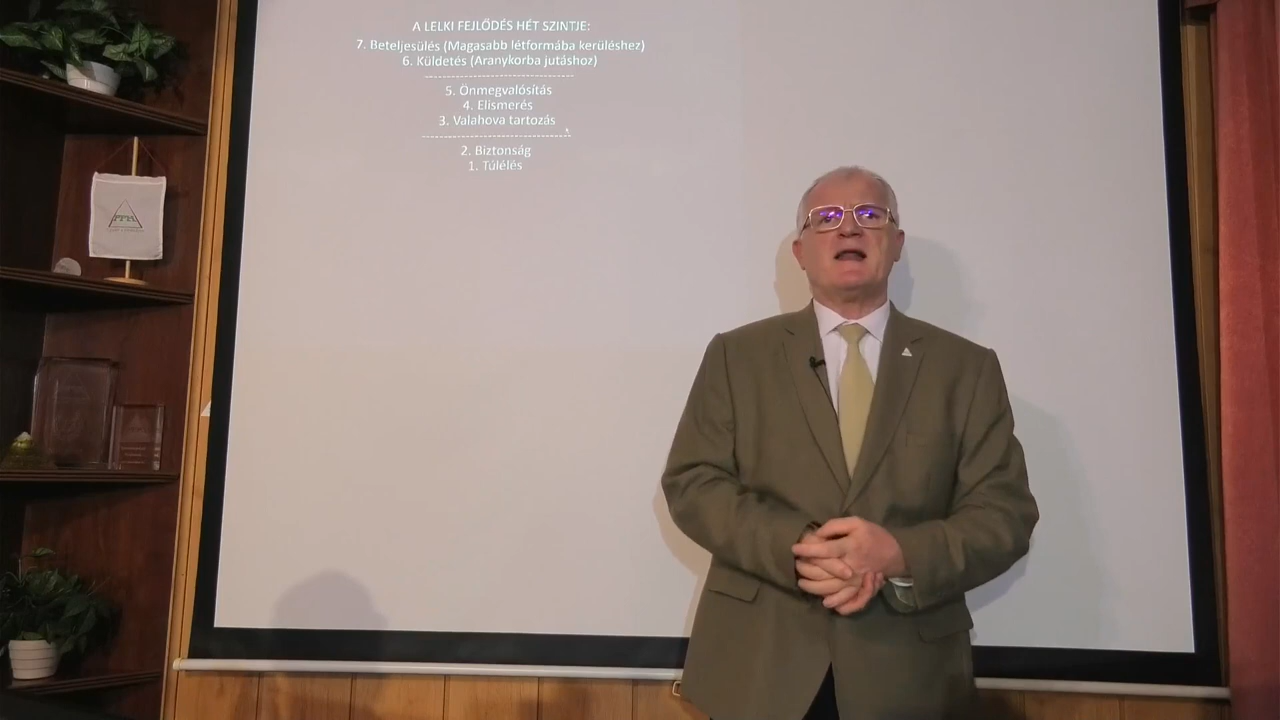 A LELKI FEJLŐDÉS HÉT SZINTJE:
7. Beteljesülés (Magasabb létformába kerüléshez)
6. Küldetés (Aranykorba jutáshoz)
5. Önmegvalósítás
4. Elismerés
3. Valahova tartozás
2. Biztonság
1. Túlélés